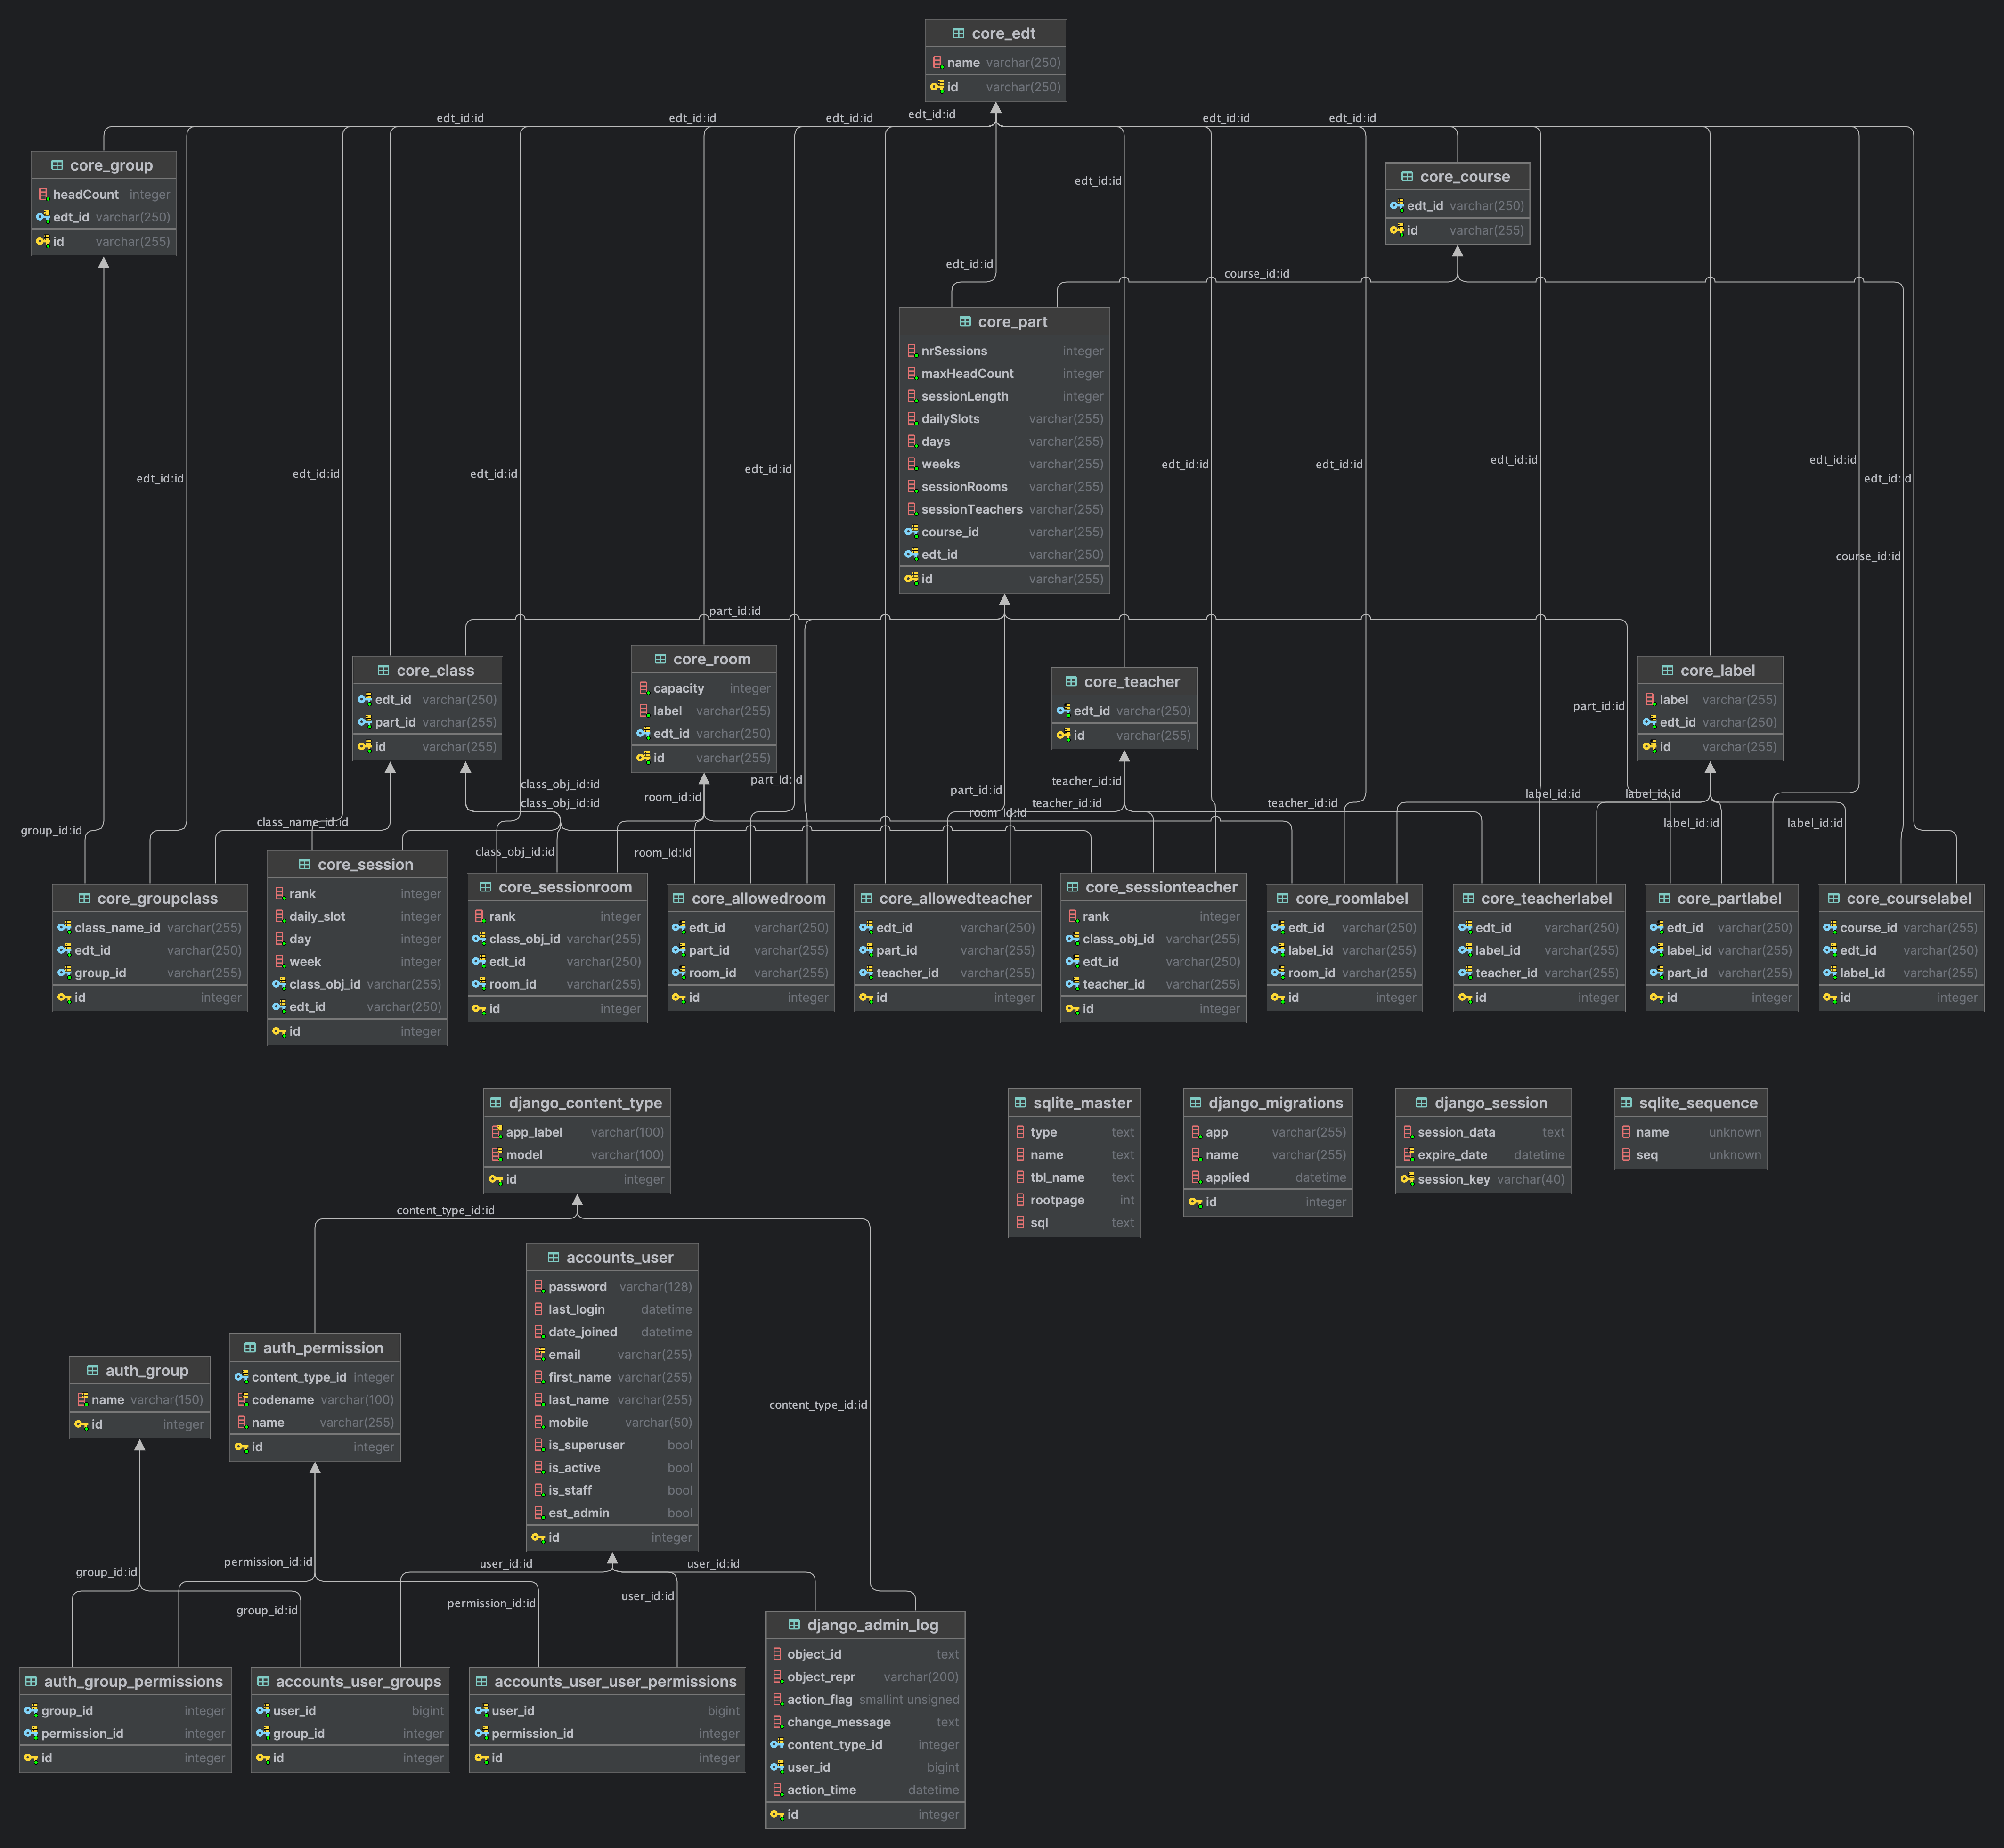 core_edt
name varchar(250)
id varchar(250)
edt_id:id
edt_id:id
edt_id:id
edt_id:id
edt_id:id
edt_id:id
core_group
headCount integer
edt_id varchar(250)
id varchar(255)
core_course
edt_id varchar(250)
id varchar(255)
edt_id:id
edt_id:id
course_id:id
core_part
nrSessions integer
maxHeadCount integer
sessionLength integer
dailySlots varchar(255)
days varchar(255)
weeks varchar(255)
sessionRooms varchar(255)
sessionTeachers varchar(255)
course_id varchar(255)
edt_id varchar(250)
id varchar(255)
edt_id:id
edt_id:id
edt_id:id
edt_id:id
edt_id:id
edt_id:id
edt_id:id
edt_id:id
edt_id:id
course_id:id
part_id:id
core_class
edt_id varchar(250)
part_id varchar(255)
id varchar(255)
core_room
capacity integer
label varchar(255)
edt_id varchar(250)
id varchar(255)
core_teacher
edt_id varchar(250)
id varchar(255)
core_label
label varchar(255)
edt_id varchar(250)
id varchar(255)
part_id:id
class_obj_id:id
class_obj_id:id
part_id:id
room_id:id
part_id:id
teacher_id:id
teacher_id:id
room_id:id
teacher_id:id
label_id:id
label_id:id
label_id:id
label_id:id
group_id:id
class_name_id:id
class_obj_id:id
room_id:id
core_groupclass
class_name_id varchar(255)
edt_id varchar(250)
group_id varchar(255)
id integer
core_session
rank integer
daily_slot integer
day integer
week integer
class_obj_id varchar(255)
edt_id varchar(250)
id integer
core_sessionroom
rank integer
class_obj_id varchar(255)
edt_id varchar(250)
room_id varchar(255)
id integer
core_allowedroom
edt_id varchar(250)
part_id varchar(255)
room_id varchar(255)
id integer
core_allowedteacher
edt_id varchar(250)
part_id varchar(255)
teacher_id varchar(255)
id integer
core_sessionteacher
rank integer
class_obj_id varchar(255)
edt_id varchar(250)
teacher_id varchar(255)
id integer
core_roomlabel
edt_id varchar(250)
label_id varchar(255)
room_id varchar(255)
id integer
core_teacherlabel
edt_id varchar(250)
label_id varchar(255)
teacher_id varchar(255)
id integer
core_partlabel
edt_id varchar(250)
label_id varchar(255)
part_id varchar(255)
id integer
core_courselabel
course_id varchar(255)
edt_id varchar(250)
label_id varchar(255)
id integer
django_content_type
app_label varchar(100)
model varchar(100)
id integer
sqlite_master
type text
name text
tbl_name text
rootpage int
sql text
django_migrations
app varchar(255)
name varchar(255)
applied datetime
id integer
django_session
session_data text
expire_date datetime
session_key varchar(40)
sqlite_sequence
name unknown
seq unknown
content_type_id:id
accounts_user
password varchar(128)
last_login datetime
date_joined datetime
email varchar(255)
first_name varchar(255)
last_name varchar(255)
mobile varchar(50)
is_superuser bool
is_active bool
is_staff bool
est_admin bool
id integer
auth_group
name varchar(150)
id integer
auth_permission
content_type_id integer
codename varchar(100)
name varchar(255)
id integer
content_type_id:id
group_id:id
permission_id:id
user_id:id
user_id:id
group_id:id
permission_id:id
user_id:id
auth_group_permissions
group_id integer
permission_id integer
id integer
accounts_user_groups
user_id bigint
group_id integer
id integer
accounts_user_user_permissions
user_id bigint
permission_id integer
id integer
django_admin_log
object_id text
object_repr varchar(200)
action_flag smallint unsigned
change_message text
content_type_id integer
user_id bigint
action_time datetime
id integer